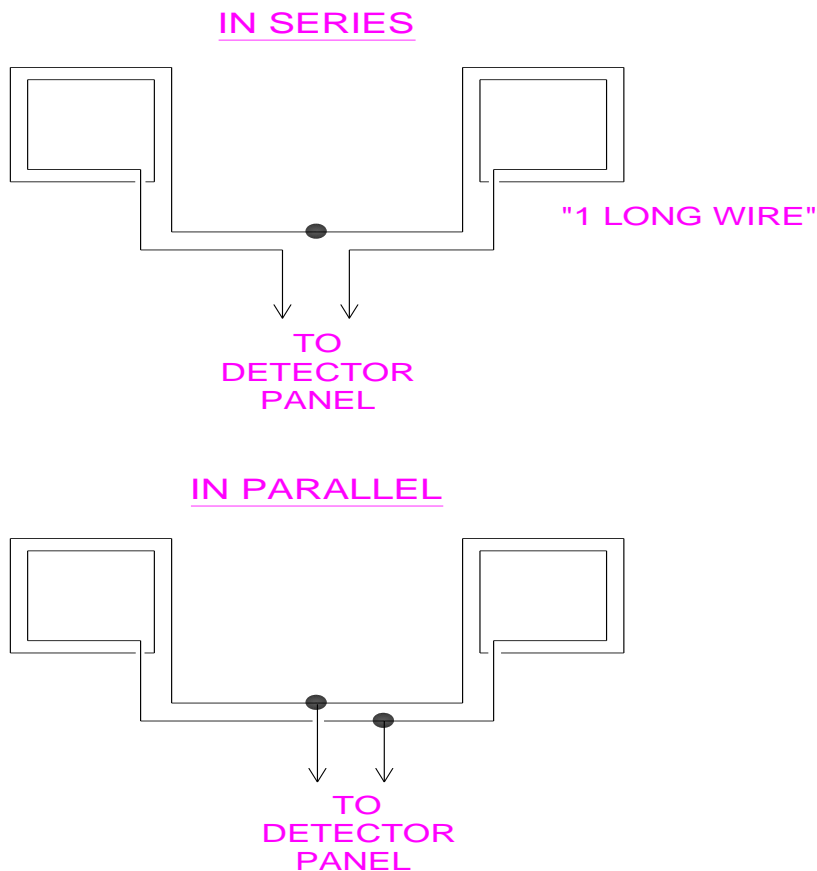 IN SERIES
"1 LONG WIRE"
TO
DETECTOR
PANEL
IN PARALLEL
TO
DETECTOR
PANEL